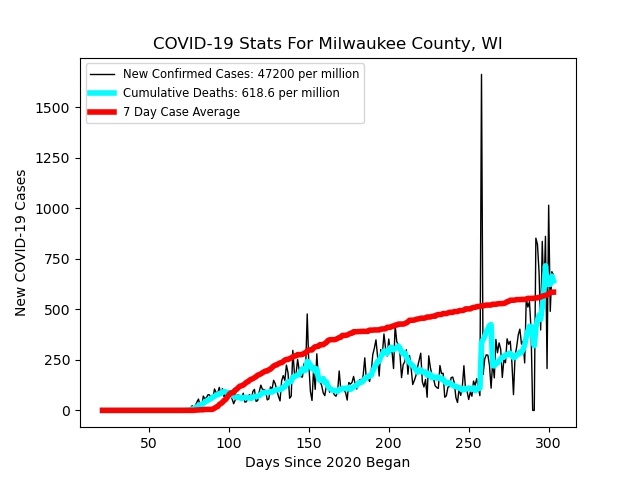 COVID-19 Stats For Milwaukee County, WI
New Confirmed Cases: 47200 per million
Cumulative Deaths: 618.6 per million
7 Day Case Average
New COVID-19 Cases
1500
1250
1000
750
500
250
0
50 100 150 200 250 300
Days Since 2020 Began